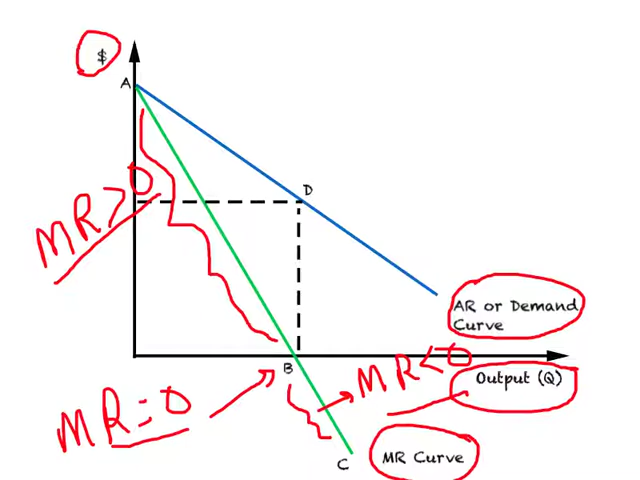 $
A
MR>0
D
AR or Demand
Curve
B
MR<0
Output (Q)
MR=0
MR Curve
C